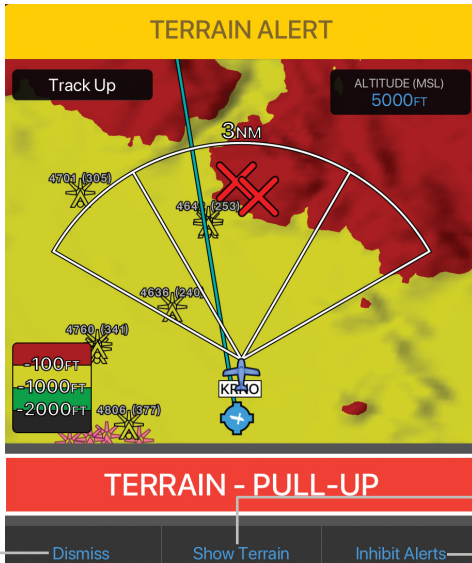 TERRAIN ALERT
Track Up
ALTITUDE (MSL)
5000FT
3NM
4701 (305)
(253)
4636 (240)
4760 (341)
KRNO
-100FT
-1000FT
-2000FT
4806 (377)
TERRAIN - PULL-UP
Dismiss
Show Terrain
Inhibit Alerts